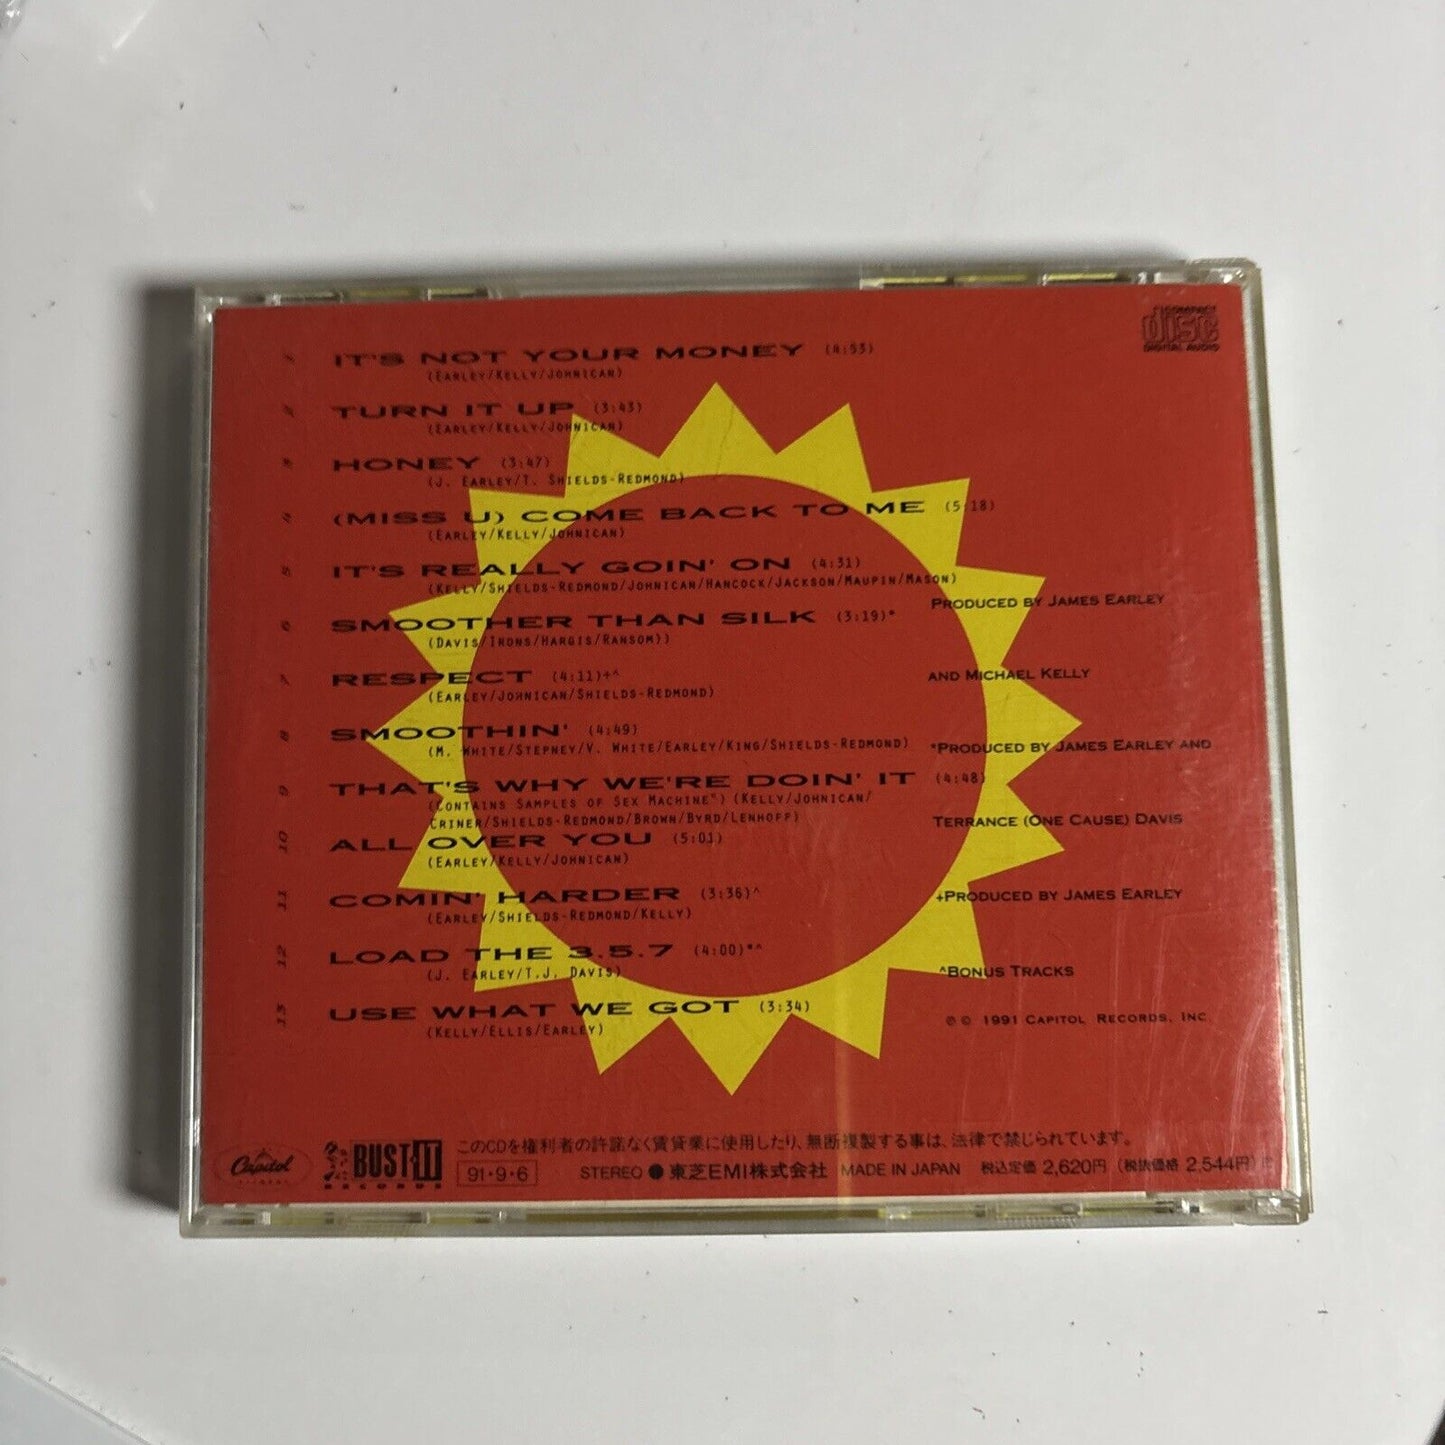 COMPACT
disc
DIGITAL AUDIO
1 IT'S NOT YOUR MONEY (4:53)
(EARLEY/KELLY/JOHNICAN)
2 TURN IT UP (3:43)
(EARLEY/KELLY/JOHNICAN)
3 HONEY (3:47)
(J. EARLEY/T. SHIELDS-REDMOND)
4 (MISS U) COME BACK TO ME (5:18)
(EARLEY/KELLY/JOHNICAN)
5 IT'S REALLY GOIN' ON (4:31)
(KELLY/SHIELDS-REDMOND/JOHNICAN/HANCOCK/JACKSON/MAUPIN/MASON)
6 SMOOTHER THAN SILK (3:19)*
(DAVIS/IRONS/HARGIS/RANSOM))
7 RESPECT (4:11)+^
(EARLEY/JOHNICAN/SHIELDS-REDMOND)
8 SMOOTHIN' (4:49)
(M. WHITE/STEPNEY/V. WHITE/EARLEY/KING/SHIELDS-REDMOND)
9 THAT'S WHY WE'RE DOIN' IT (4:48)
(CONTAINS SAMPLES OF SEX MACHINE") (KELLY/JOHNICAN/
CRINER/SHIELDS-REDMOND/BROWN/BYRD/LENHOFF)
10 ALL OVER YOU (5:01)
(EARLEY/KELLY/JOHNICAN)
11 COMIN' HARDER (3:36)^
(EARLEY/SHIELDS-REDMOND/KELLY)
12 LOAD THE 3.5.7 (4:00)*^
(J. EARLEY/T.J. DAVIS)
13 USE WHAT WE GOT (3:34)
(KELLY/ELLIS/EARLEY)
PRODUCED BY JAMES EARLEY
AND MICHAEL KELLY
*PRODUCED BY JAMES EARLEY AND
TERRANCE (ONE CAUSE) DAVIS
+PRODUCED BY JAMES EARLEY
^BONUS TRACKS
℗ © 1991 CAPITOL RECORDS, INC.
Capitol
RECORDS
BUST IT
RECORDS
このCDを権利者の許諾なく賃貸業に使用したり、無断複製する事は、法律で禁じられています。
91・9・6 STEREO 東芝EMI株式会社 MADE IN JAPAN 税込定価 2,620円 (税抜価格 2,544円) P